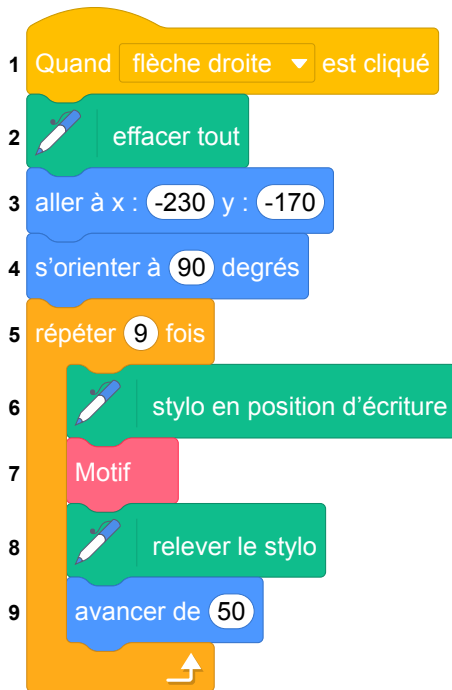 1 Quand flèche droite est cliqué
2 effacer tout
3 aller à x : -230 y : -170
4 s’orienter à 90 degrés
5 répéter 9 fois
6 stylo en position d’écriture
7 Motif
8 relever le stylo
9 avancer de 50